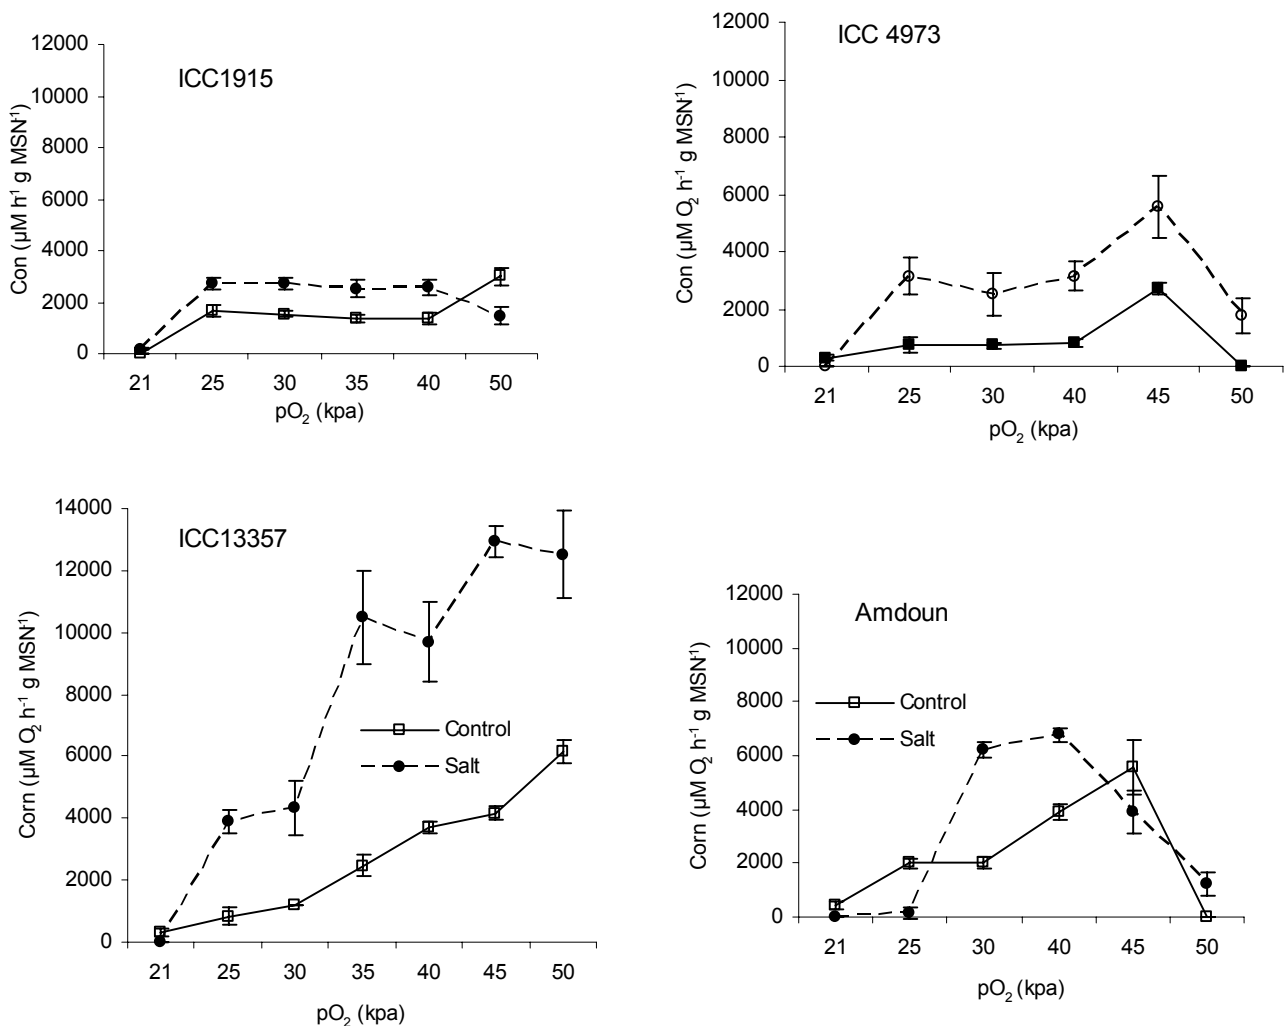 ICC1915
Con (µM h⁻¹ g MSN⁻¹)
12000
10000
8000
6000
4000
2000
0
21 25 30 35 40 50
pO₂ (kpa)
ICC 4973
Con (µM O₂ h⁻¹ g MSN⁻¹)
12000
10000
8000
6000
4000
2000
0
21 25 30 40 45 50
pO₂ (kpa)
ICC13357
Corn (µM O₂ h⁻¹ g MSN⁻¹)
14000
12000
10000
8000
6000
4000
2000
0
Control
Salt
21 25 30 35 40 45 50
pO₂ (kpa)
Amdoun
Corn (µM O₂ h⁻¹ g MSN⁻¹)
12000
10000
8000
6000
4000
2000
0
Control
Salt
21 25 30 40 45 50
pO₂ (kpa)